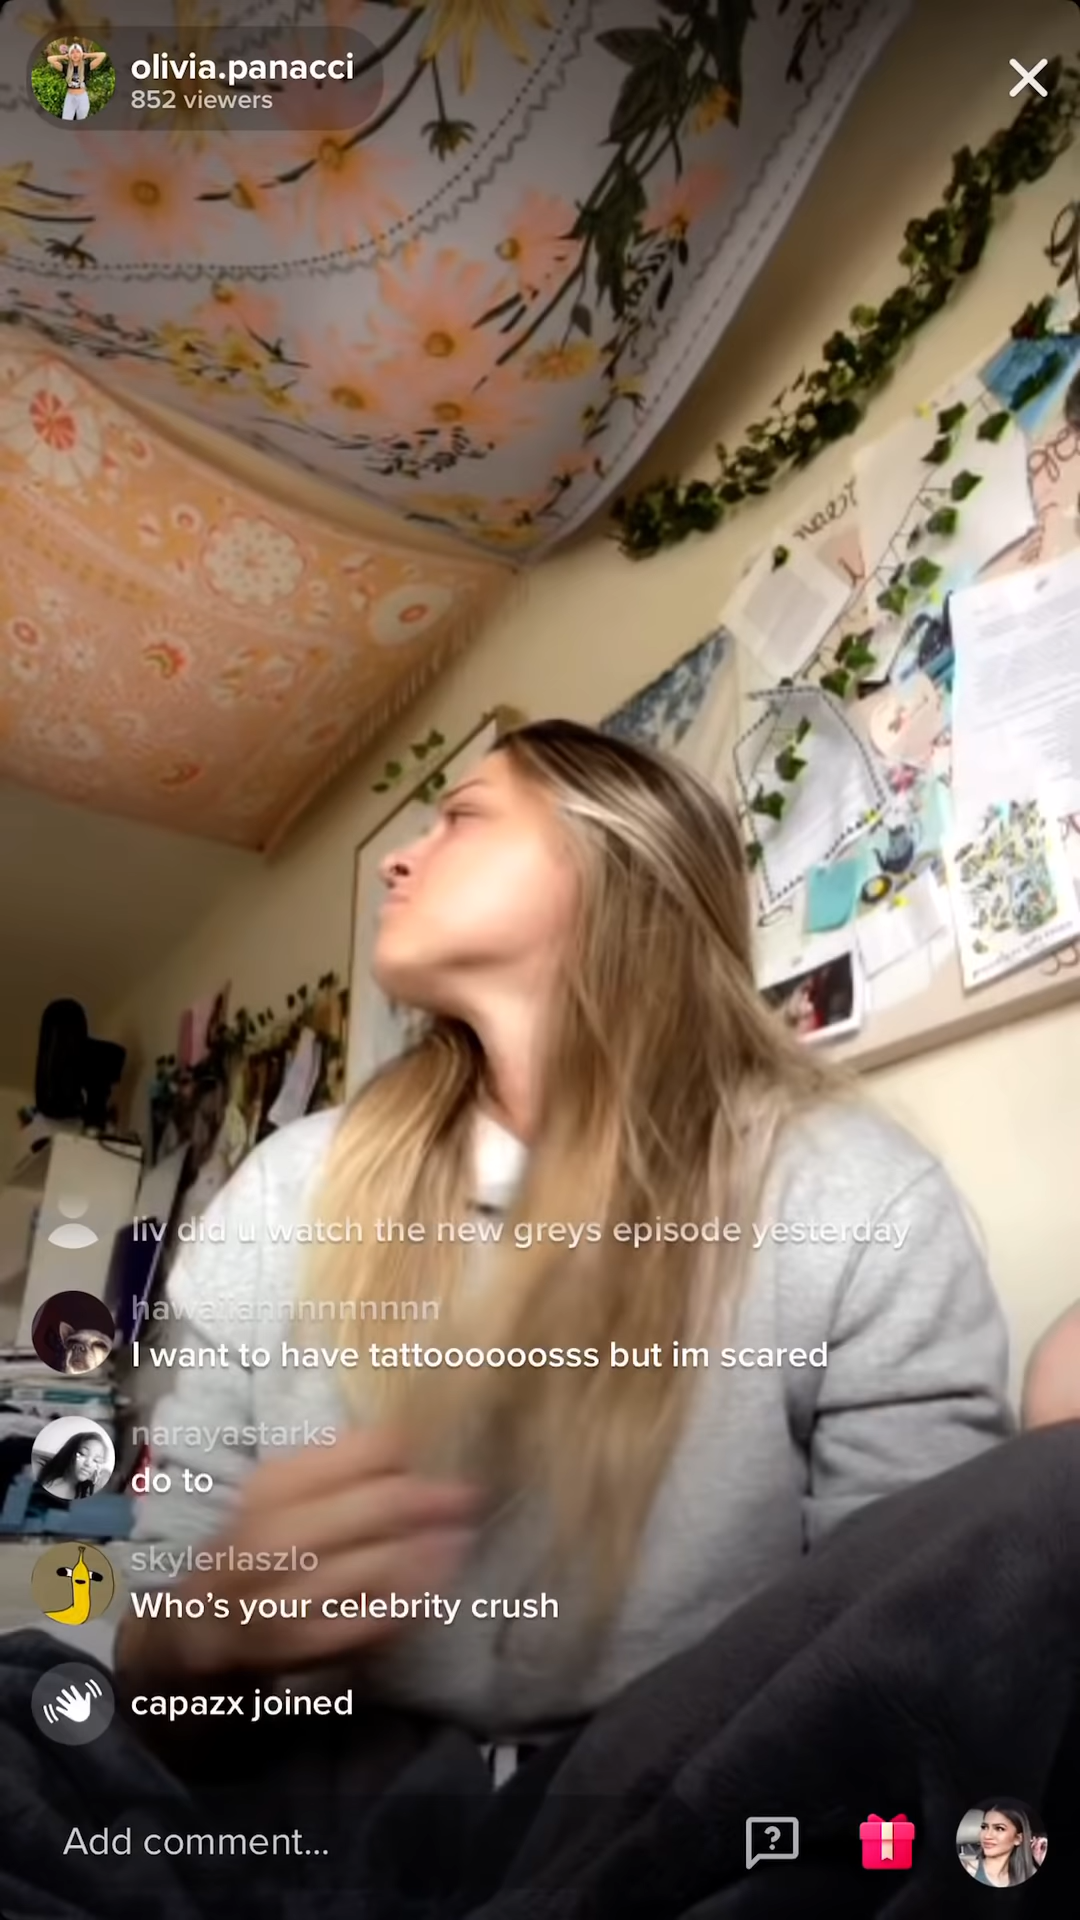 olivia.panacci
852 viewers
liv did u watch the new greys episode yesterday
hawaiiannnnnnnnn
I want to have tattoooooosss but im scared
narayastarks
do to
skylerlaszlo
Who's your celebrity crush
capazx joined
Add comment...